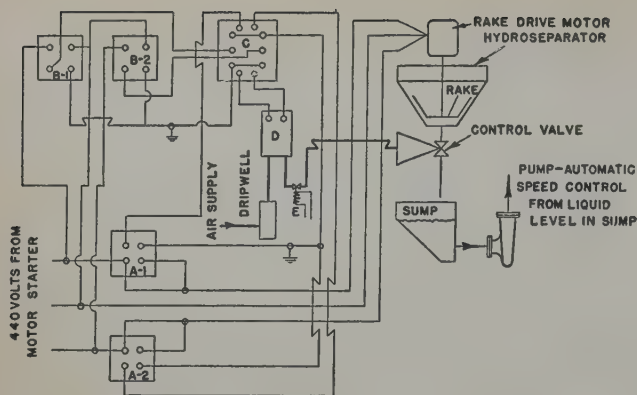 RAKE DRIVE MOTOR
HYDROSEPARATOR
B-1
B-2
C
RAKE
D
CONTROL VALVE
AIR SUPPLY
DRIPWELL
E
PUMP-AUTOMATIC
SPEED CONTROL
FROM LIQUID
LEVEL IN SUMP
SUMP
A-1
440 VOLTS FROM
MOTOR STARTER
A-2